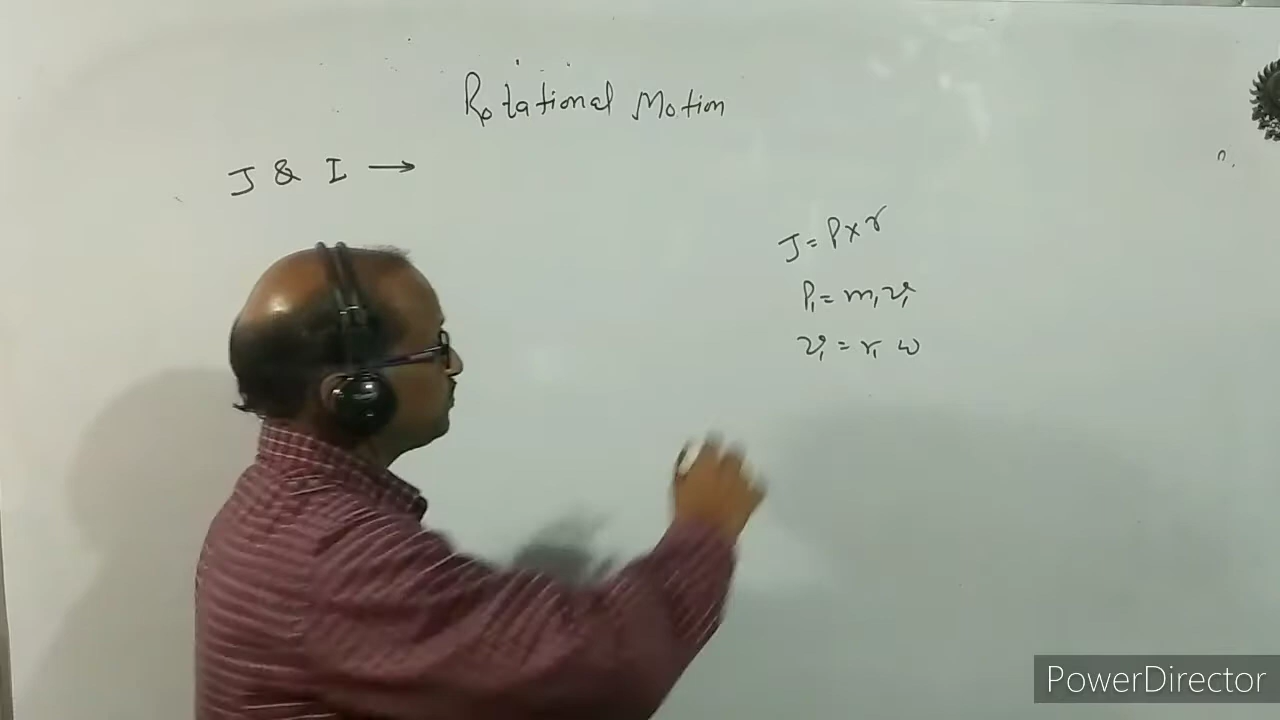 Rotational Motion
J & I →
J = P × r
P₁ = m₁v₁
v₁ = r₁ ω
n.
PowerDirector